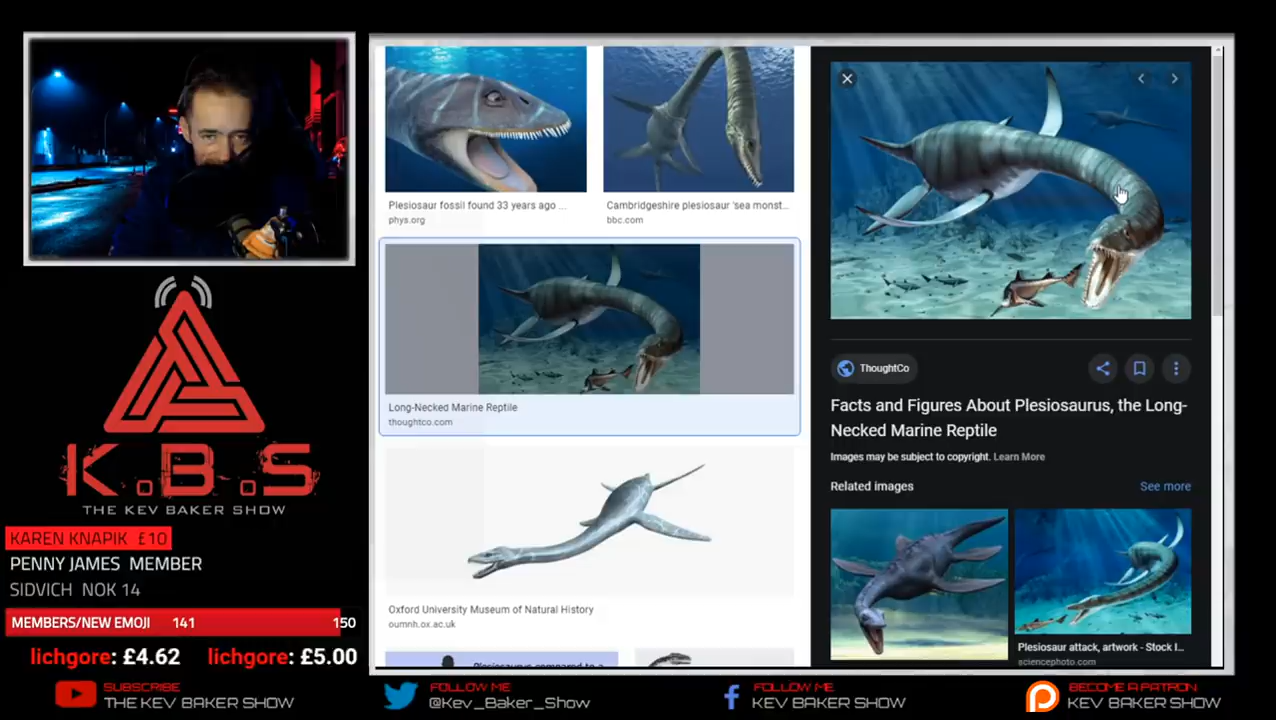 Plesiosaur fossil found 33 years ago ...
phys.org
Cambridgeshire plesiosaur 'sea monst...
bbc.com
Long-Necked Marine Reptile
thoughtco.com
Oxford University Museum of Natural History
oumnh.ox.ac.uk
ThoughtCo
Facts and Figures About Plesiosaurus, the Long-
Necked Marine Reptile
Images may be subject to copyright. Learn More
Related images
See more
Plesiosaur attack, artwork - Stock I...
sciencephoto.com
K.B.S
THE KEV BAKER SHOW
KAREN KNAPIK £10
PENNY JAMES MEMBER
SIDVICH NOK 14
MEMBERS/NEW EMOJI 141 150
lichgore: £4.62 lichgore: £5.00
SUBSCRIBE
THE KEV BAKER SHOW
FOLLOW ME
@Kev_Baker_Show
FOLLOW ME
KEV BAKER SHOW
BECOME A PATRON
KEV BAKER SHOW